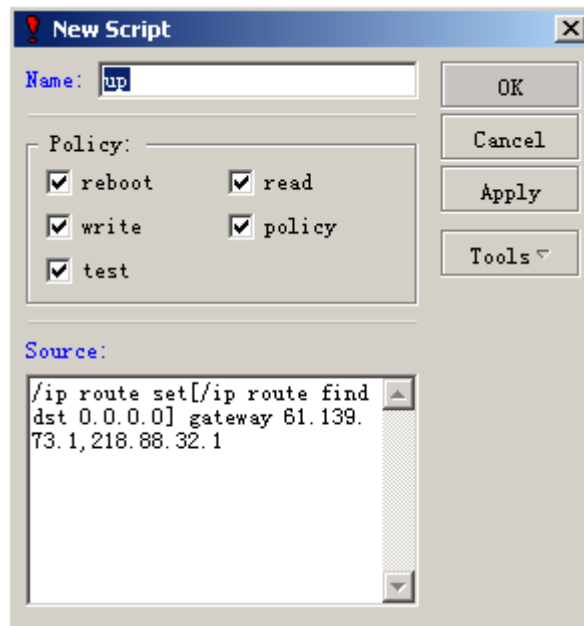 New Script
Name: up
OK
Policy:
Cancel
reboot read
Apply
write policy
Tools
test
Source:
/ip route set[/ip route find
dst 0.0.0.0] gateway 61.139.
73.1,218.88.32.1